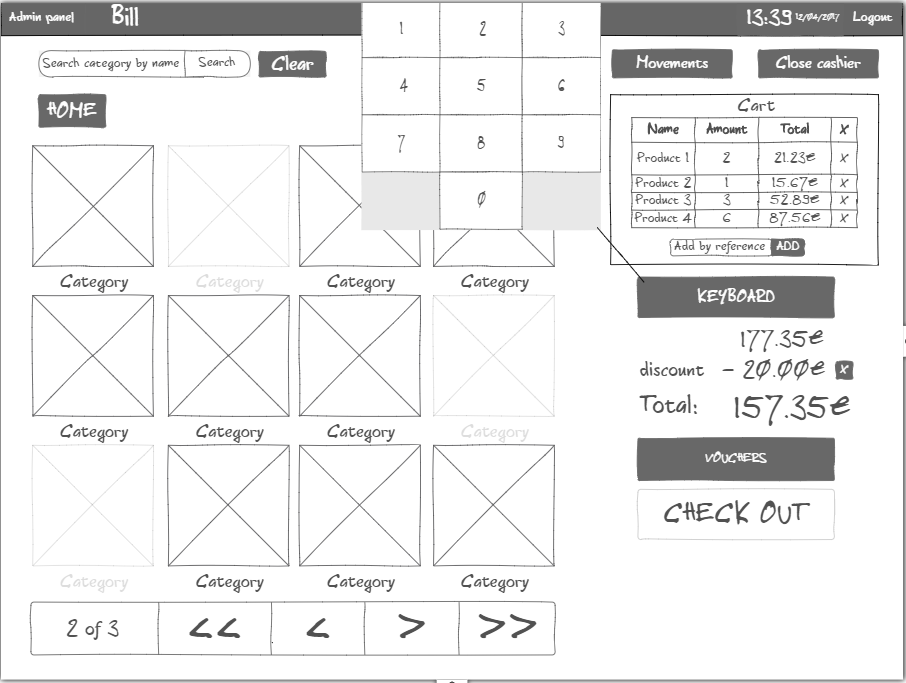 Admin panel Bill 13:39 12/04/2017 Logout
1 2 3
4 5 6
7 8 9
0
Search category by name Search Clear
HOME
Category Category Category Category
Category Category Category Category
Category Category Category Category
2 of 3 << < > >>
Movements Close cashier
Cart
Name Amount Total X
Product 1 2 21.23€ X
Product 2 1 15.67€ X
Product 3 3 52.89€ X
Product 4 6 87.56€ X
Add by reference ADD
KEYBOARD
177.35€
discount - 20.00€ X
Total: 157.35€
VOUCHERS
CHECK OUT